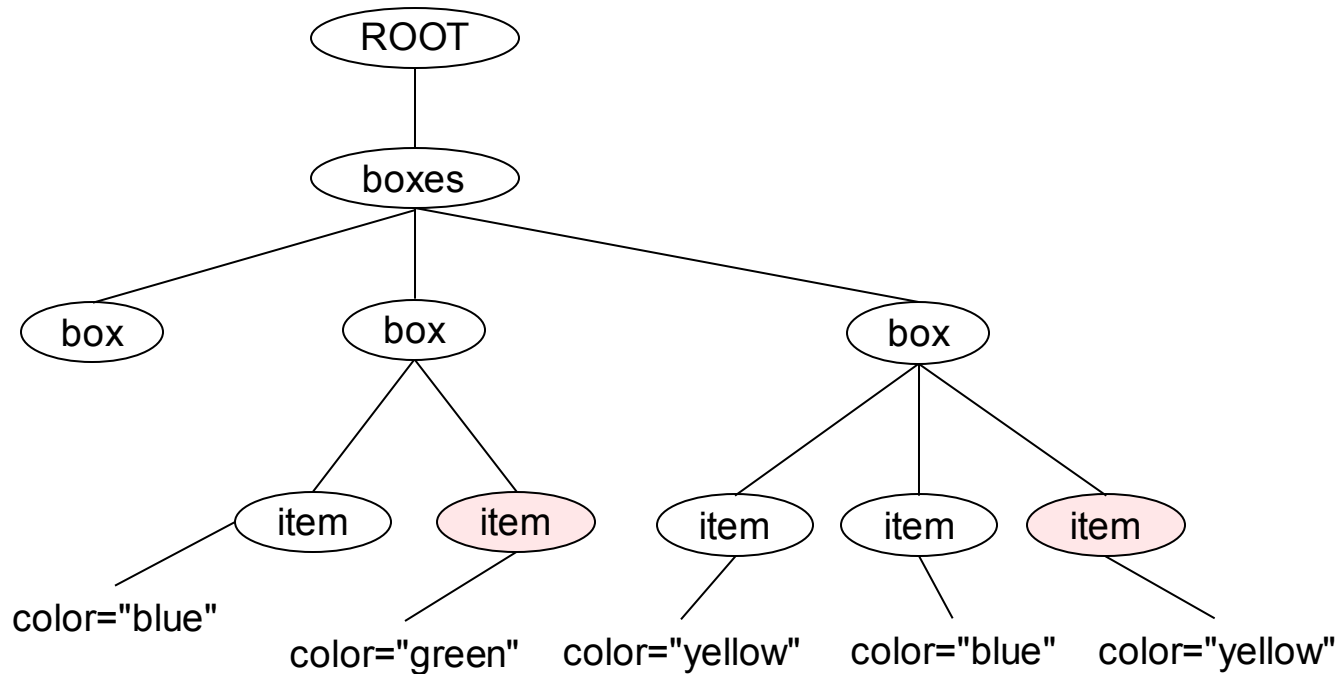 ROOT
boxes
box
box
box
item
item
item
item
item
color="blue"
color="green"
color="yellow"
color="blue"
color="yellow"